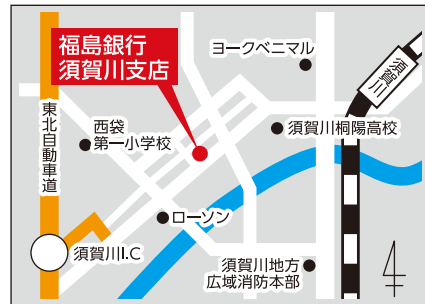 福島銀行
須賀川支店
ヨークベニマル
須賀川
東北自動車道
西袋
第一小学校
須賀川桐陽高校
ローソン
須賀川I.C
須賀川地方
広域消防本部